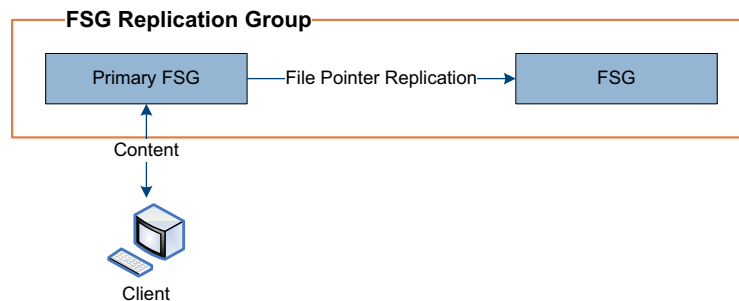 FSG Replication Group
Primary FSG
File Pointer Replication
FSG
Content
Client